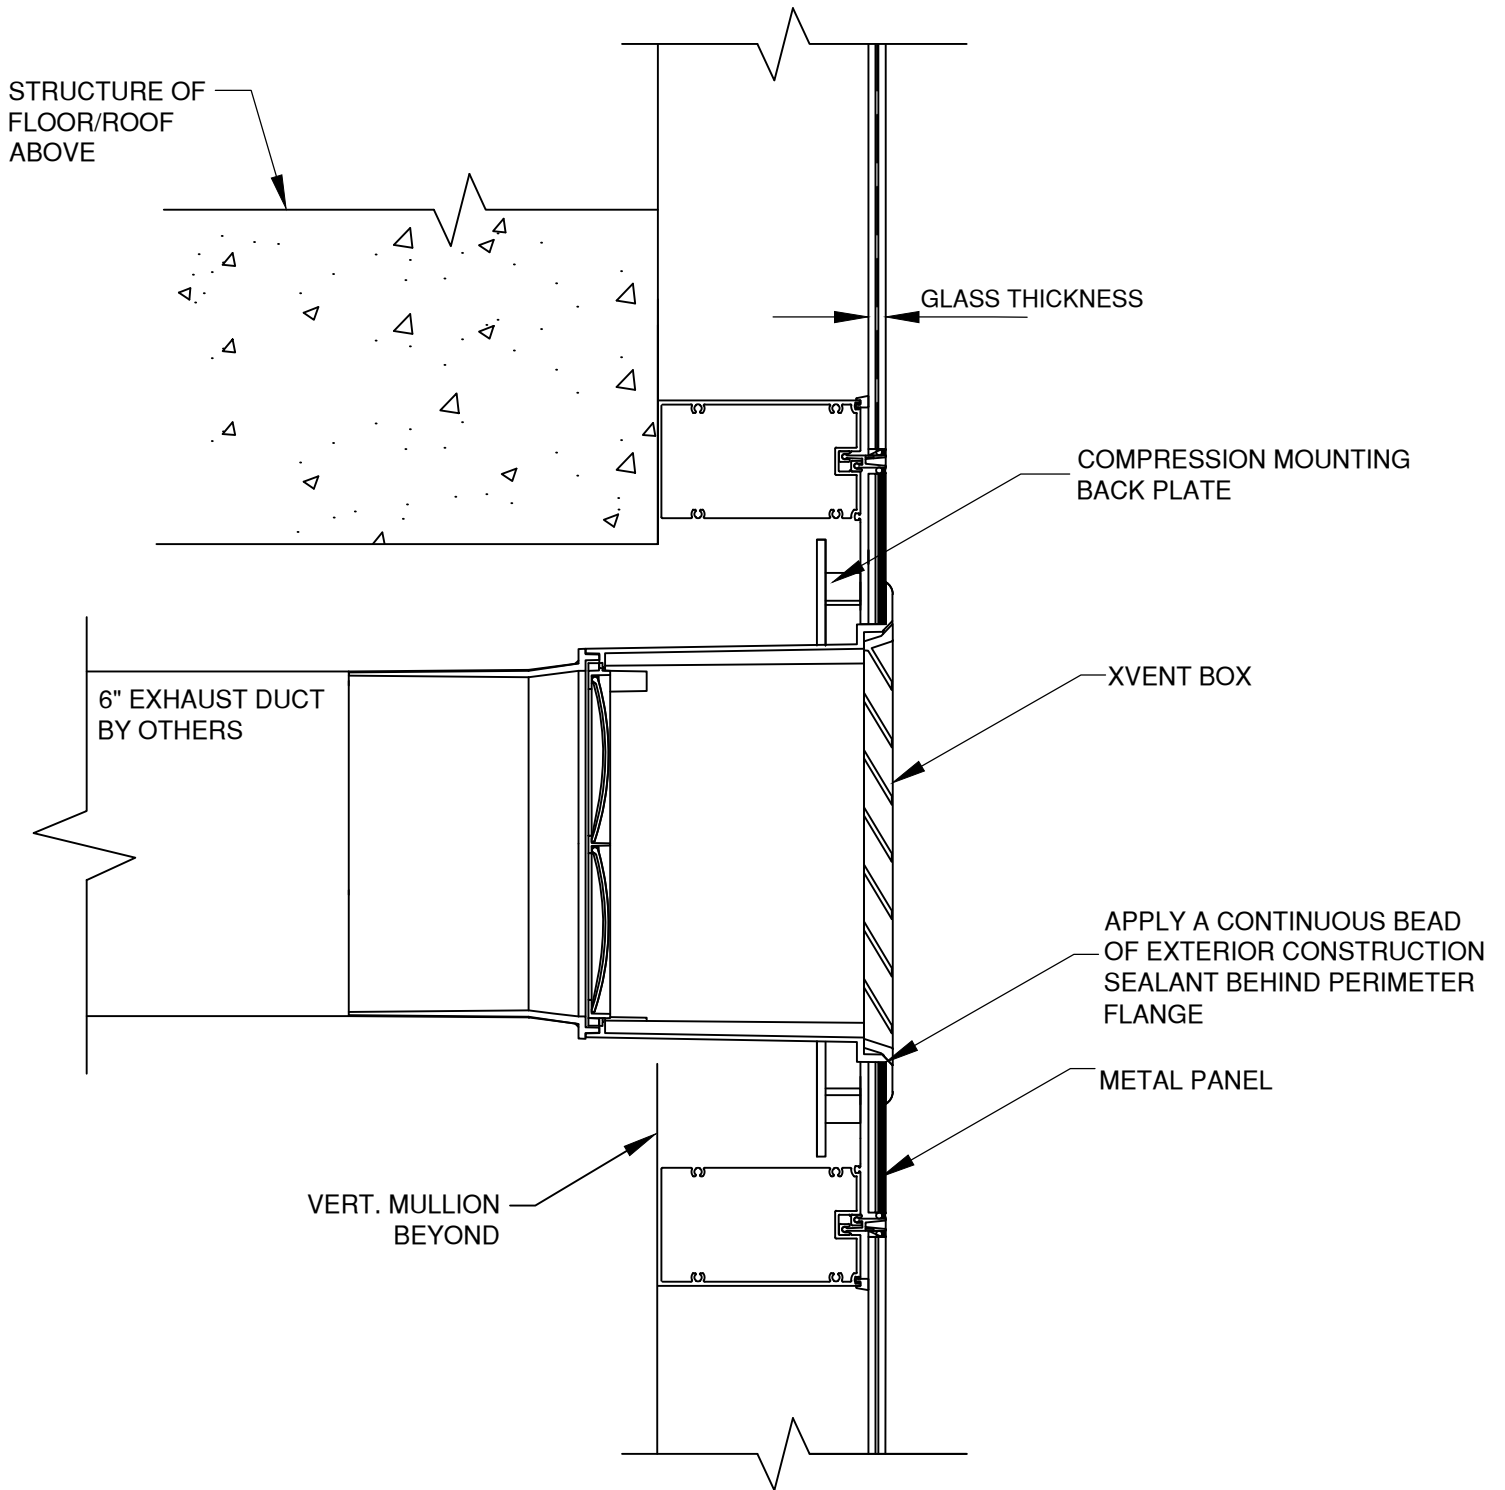 STRUCTURE OF
FLOOR/ROOF
ABOVE
GLASS THICKNESS
COMPRESSION MOUNTING
BACK PLATE
XVENT BOX
6" EXHAUST DUCT
BY OTHERS
APPLY A CONTINUOUS BEAD
OF EXTERIOR CONSTRUCTION
SEALANT BEHIND PERIMETER
FLANGE
METAL PANEL
VERT. MULLION
BEYOND